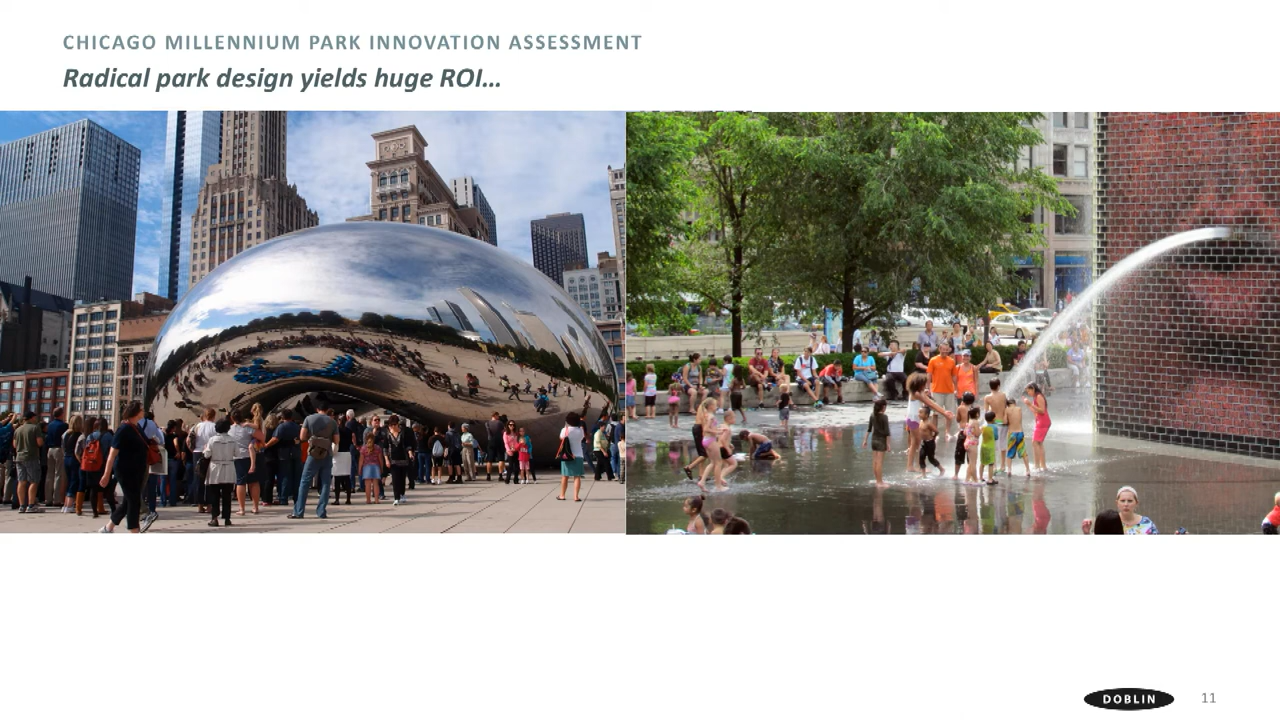 CHICAGO MILLENNIUM PARK INNOVATION ASSESSMENT
Radical park design yields huge ROI...
DOBLIN
11